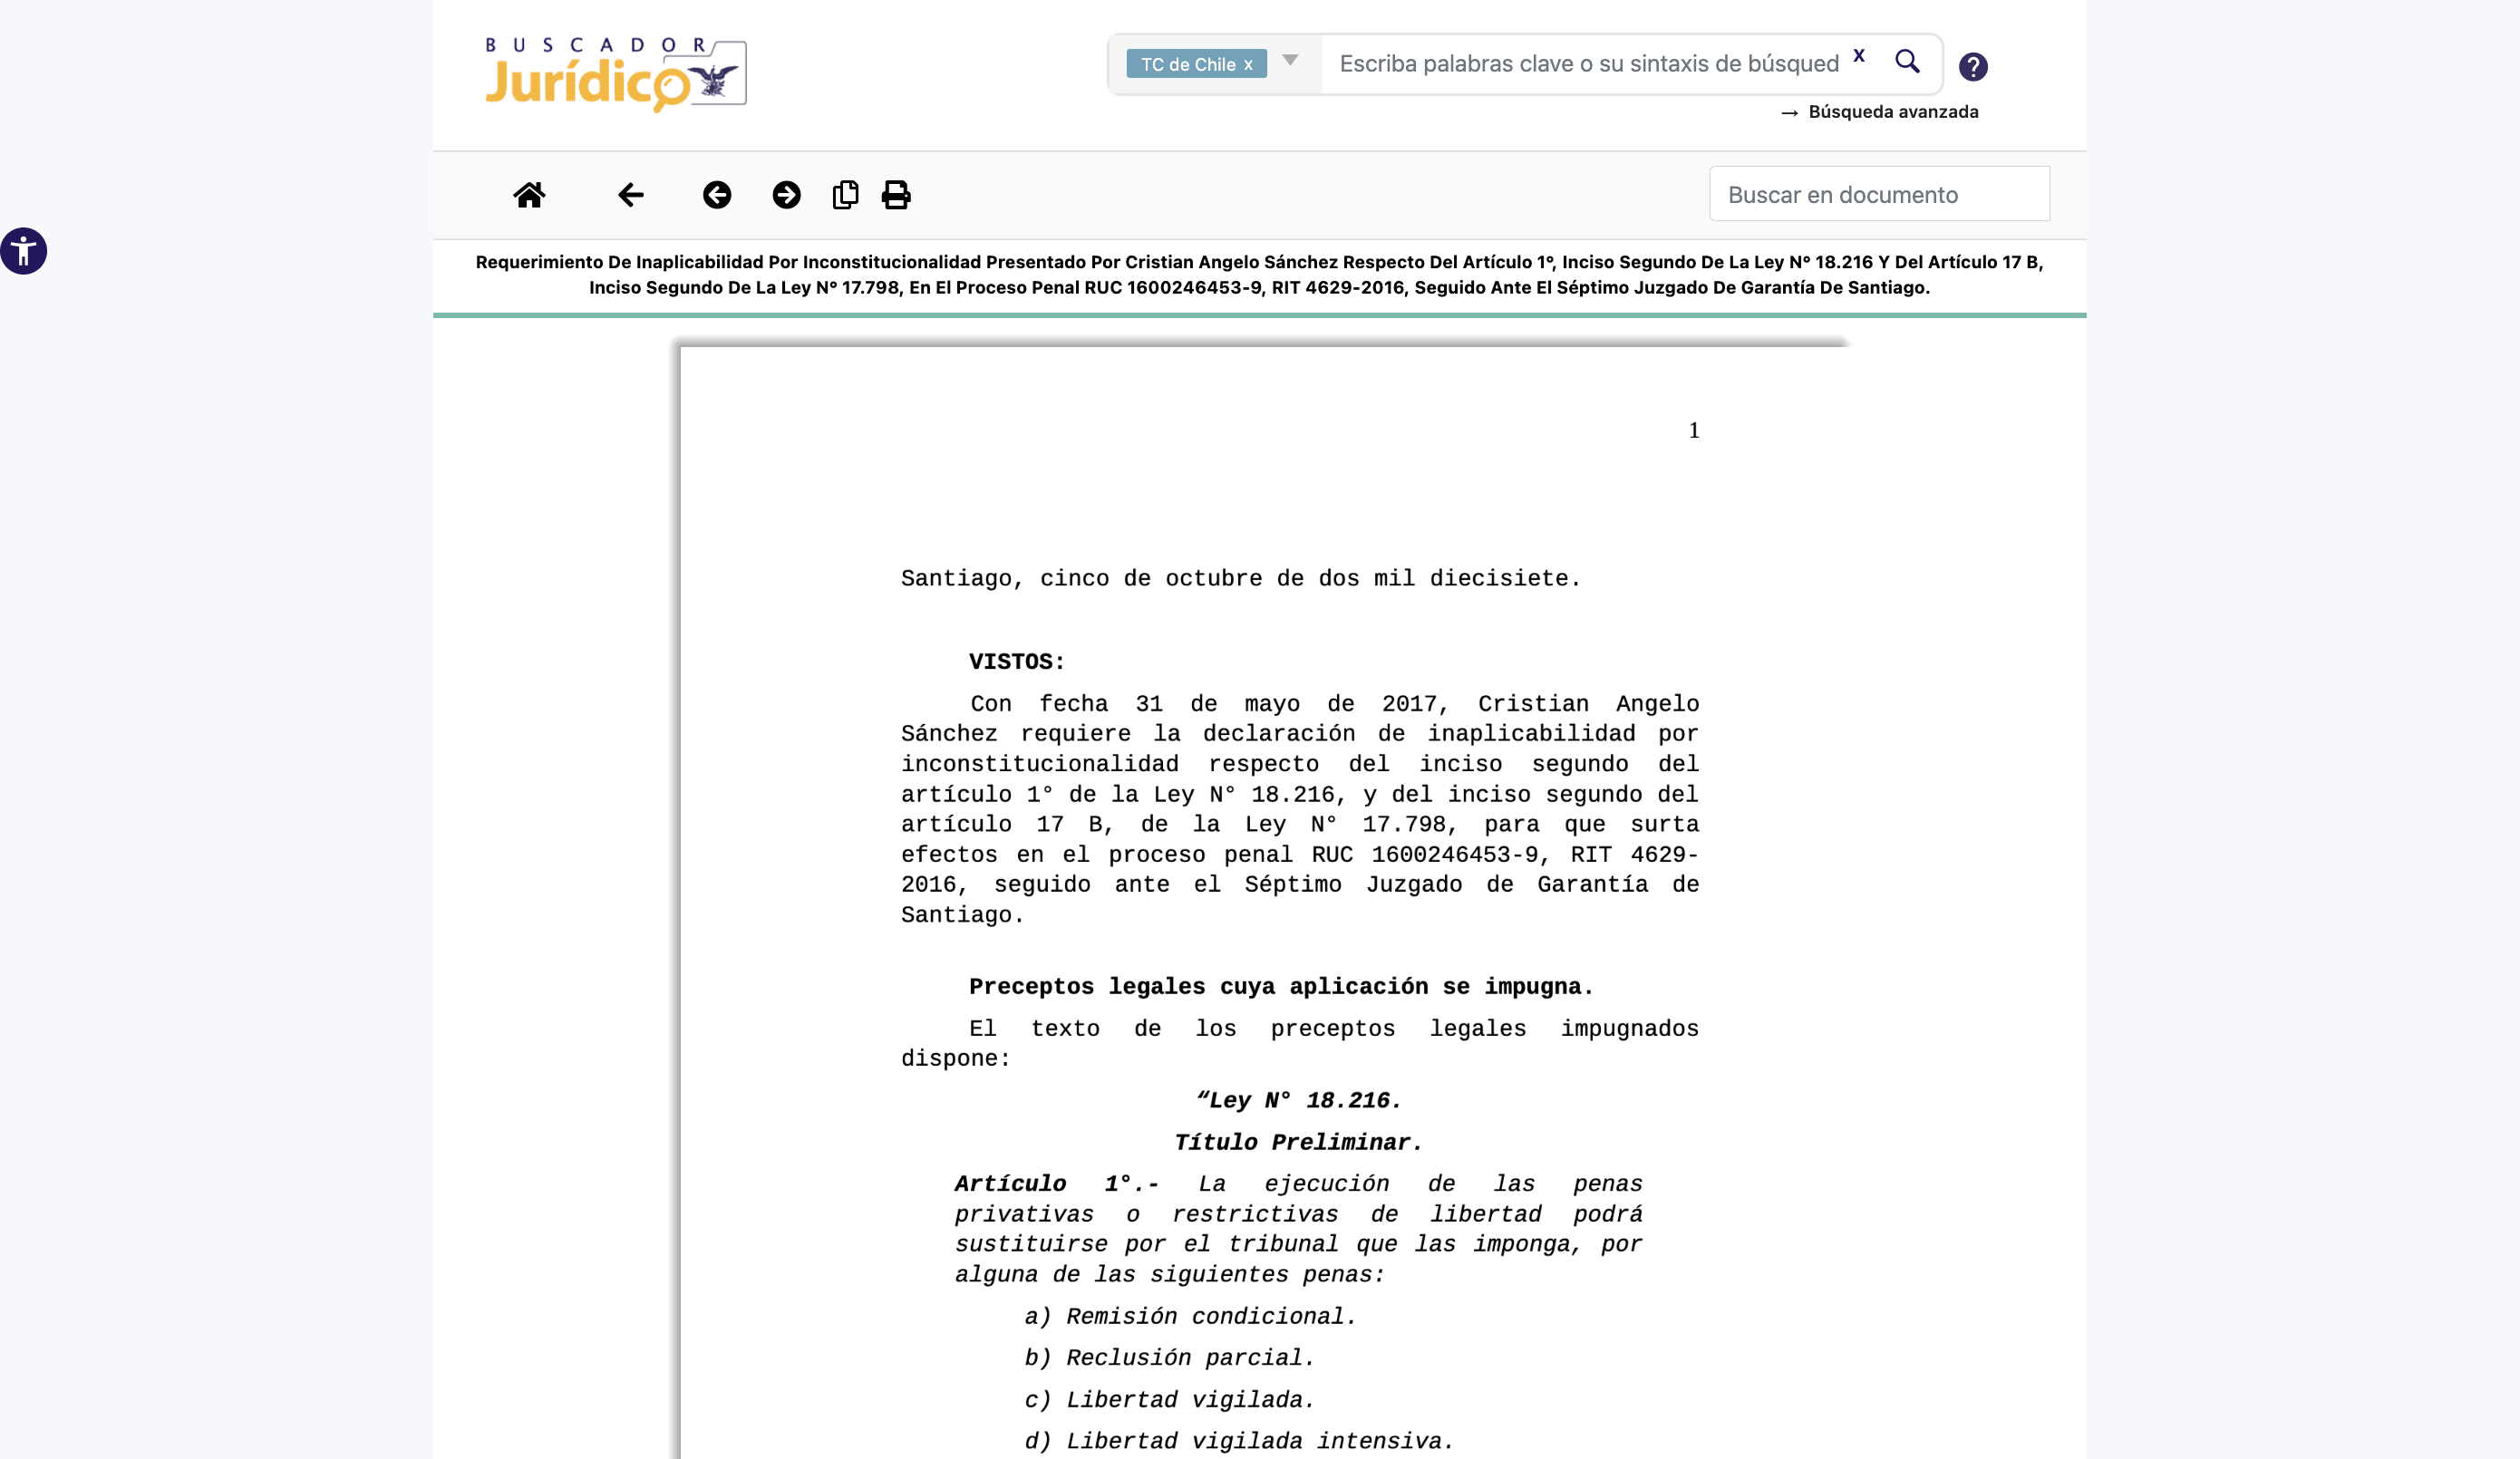 BUSCADOR
Jurídico
TC de Chile x
Escriba palabras clave o su sintaxis de búsqued
X
?
→ Búsqueda avanzada
Buscar en documento
Requerimiento De Inaplicabilidad Por Inconstitucionalidad Presentado Por Cristian Angelo Sánchez Respecto Del Artículo 1°, Inciso Segundo De La Ley N° 18.216 Y Del Artículo 17 B,
Inciso Segundo De La Ley N° 17.798, En El Proceso Penal RUC 1600246453-9, RIT 4629-2016, Seguido Ante El Séptimo Juzgado De Garantía De Santiago.
1
Santiago, cinco de octubre de dos mil diecisiete.
VISTOS:
Con fecha 31 de mayo de 2017, Cristian Angelo
Sánchez requiere la declaración de inaplicabilidad por
inconstitucionalidad respecto del inciso segundo del
artículo 1° de la Ley N° 18.216, y del inciso segundo del
artículo 17 B, de la Ley N° 17.798, para que surta
efectos en el proceso penal RUC 1600246453-9, RIT 4629-
2016, seguido ante el Séptimo Juzgado de Garantía de
Santiago.
Preceptos legales cuya aplicación se impugna.
El texto de los preceptos legales impugnados
dispone:
“Ley N° 18.216.
Título Preliminar.
Artículo 1°.- La ejecución de las penas
privativas o restrictivas de libertad podrá
sustituirse por el tribunal que las imponga, por
alguna de las siguientes penas:
a) Remisión condicional.
b) Reclusión parcial.
c) Libertad vigilada.
d) Libertad vigilada intensiva.